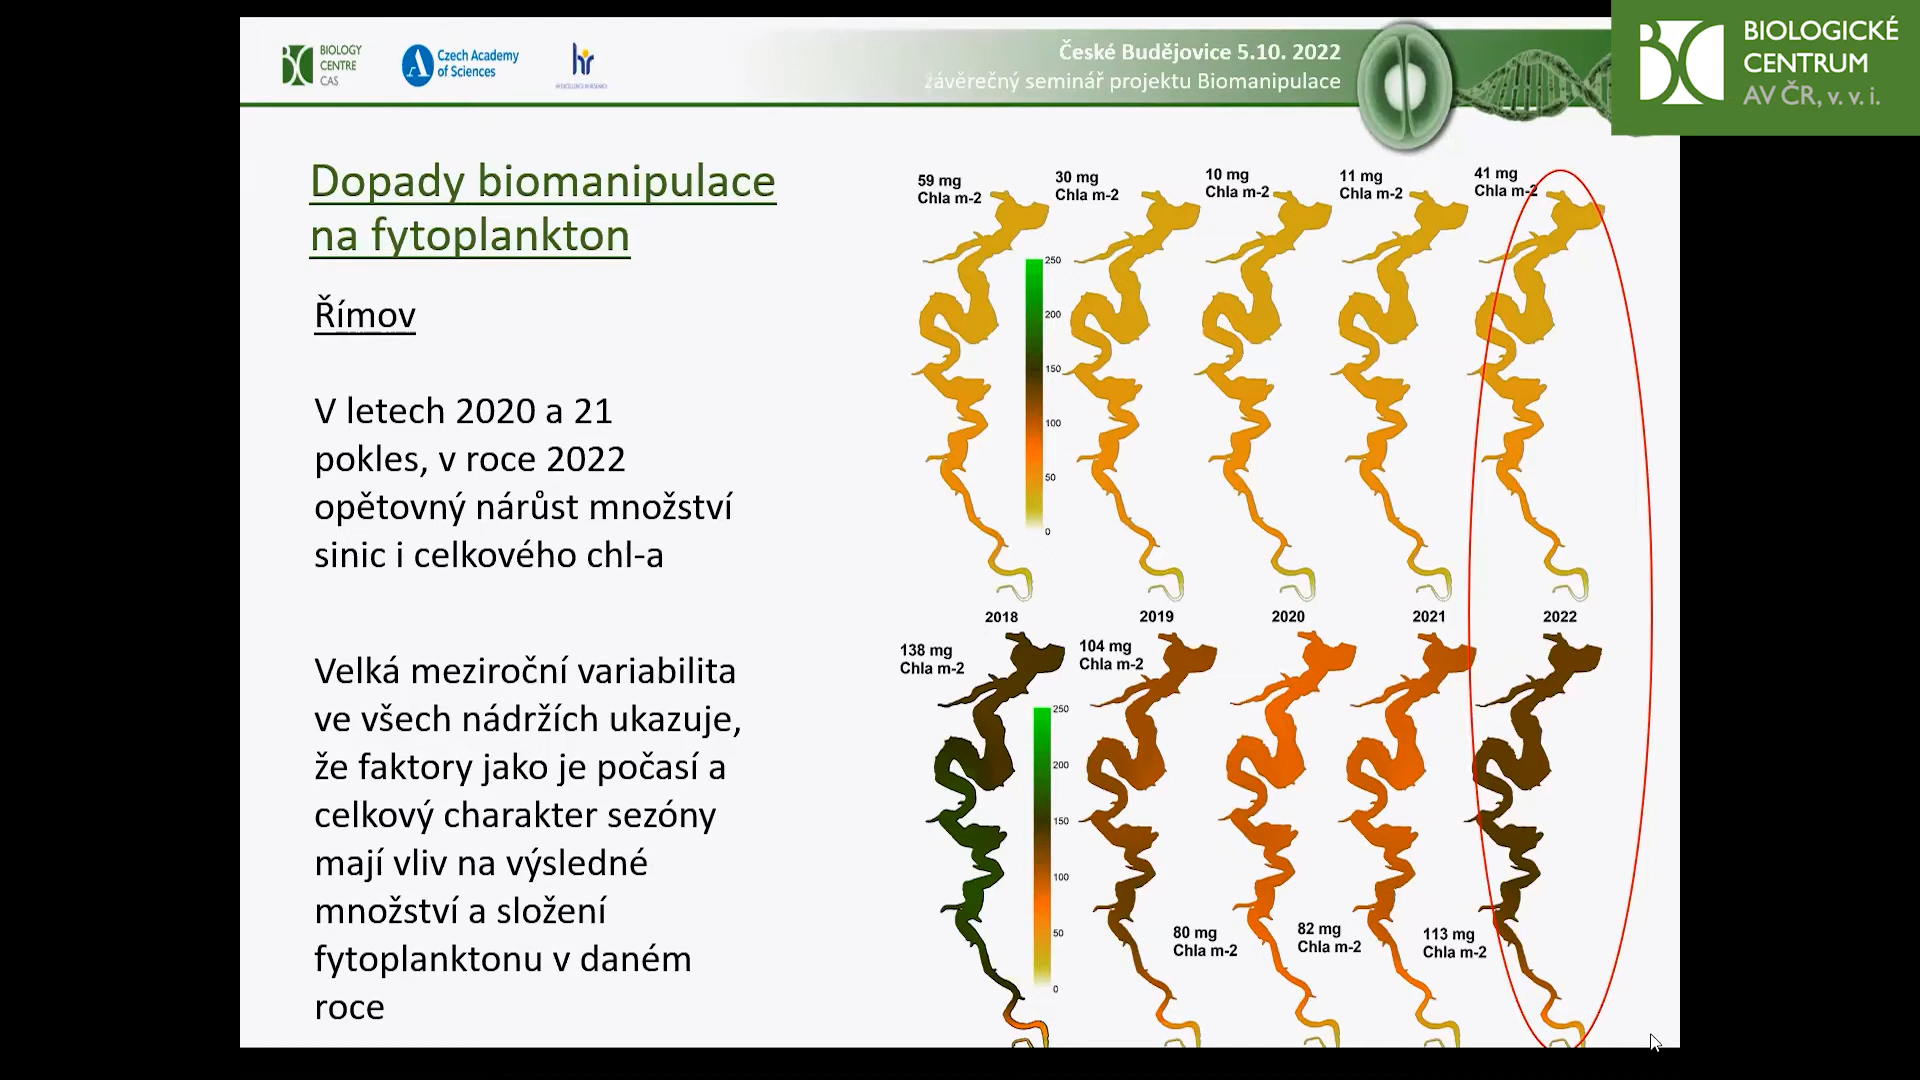 BIOLOGY
CENTRE
CAS
Czech Academy
of Sciences
hr
HR EXCELLENCE IN RESEARCH
České Budějovice 5.10. 2022
závěrečný seminář projektu Biomanipulace
BIOLOGICKÉ
CENTRUM
AV ČR, v. v. i.
Dopady biomanipulace
na fytoplankton
Římov
V letech 2020 a 21
pokles, v roce 2022
opětovný nárůst množství
sinic i celkového chl-a
Velká meziroční variabilita
ve všech nádržích ukazuje,
že faktory jako je počasí a
celkový charakter sezóny
mají vliv na výsledné
množství a složení
fytoplanktonu v daném
roce
59 mg
Chla m-2
30 mg
Chla m-2
10 mg
Chla m-2
11 mg
Chla m-2
41 mg
Chla m-2
250
200
150
100
50
0
2018
2019
2020
2021
2022
138 mg
Chla m-2
104 mg
Chla m-2
250
200
150
100
50
0
80 mg
Chla m-2
82 mg
Chla m-2
113 mg
Chla m-2